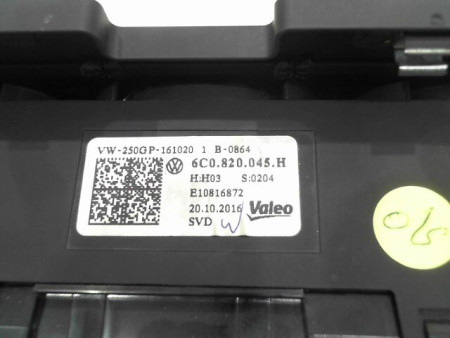 VW-250GP-161020 1 B-0864
6C0.820.045.H
H:H03 S:0204
E10816872
20.10.2016 Valeo
SVD